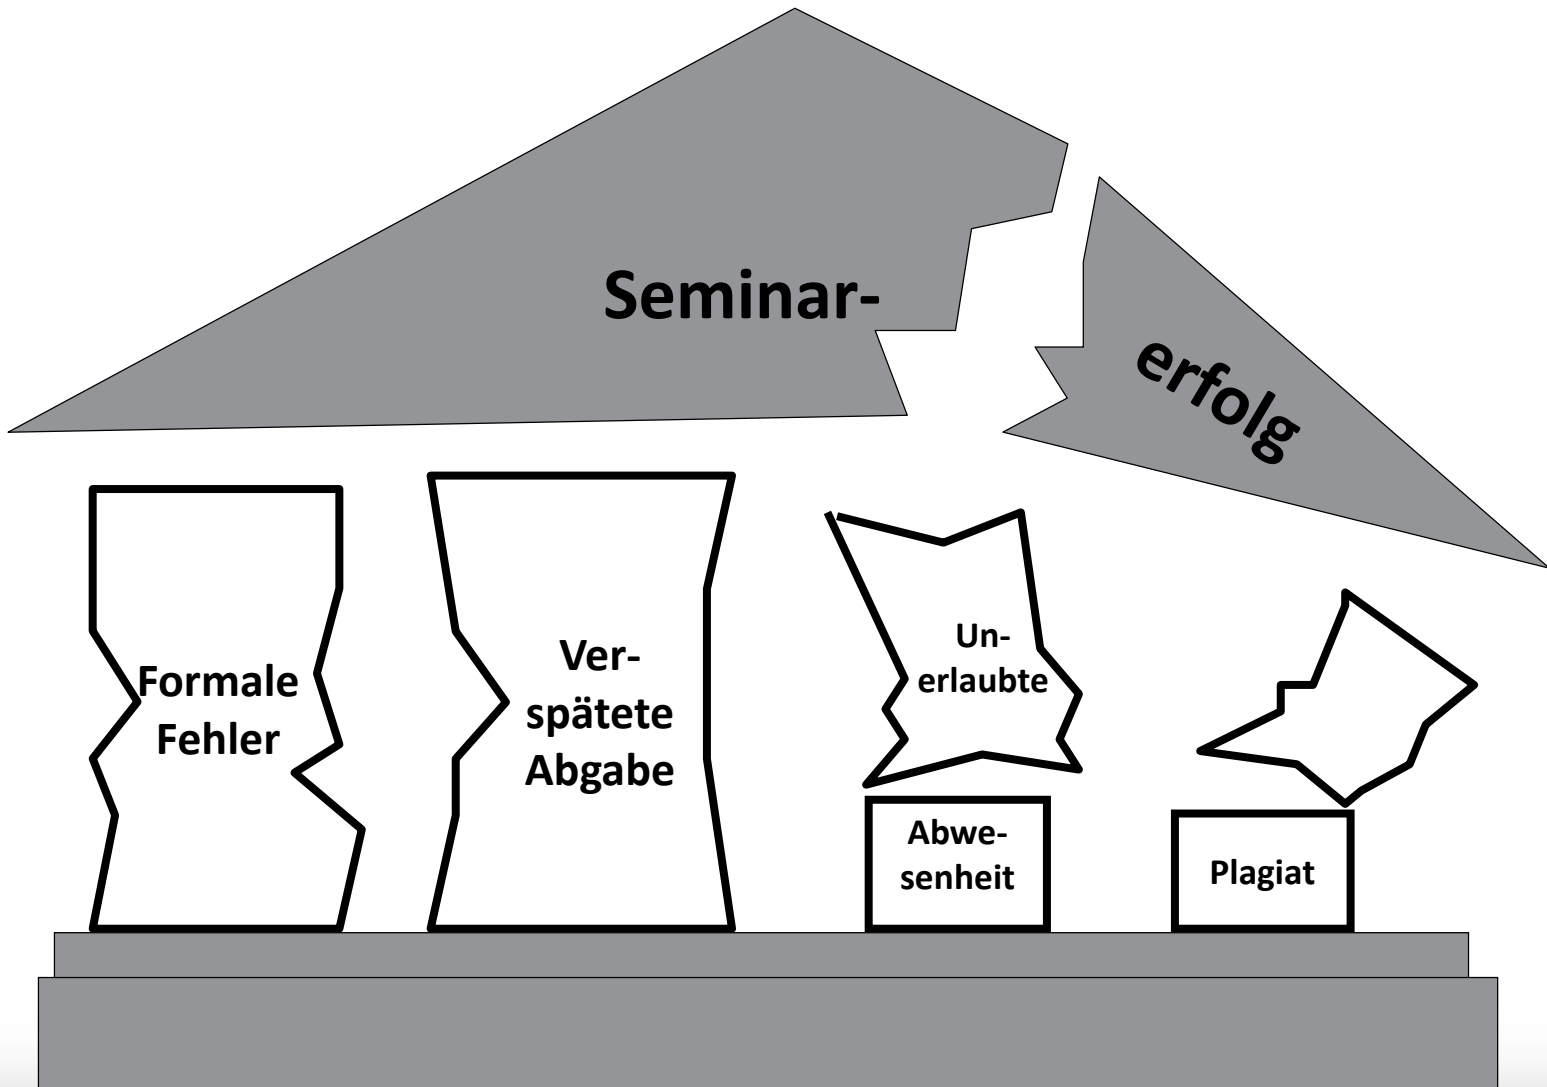 Seminar-
erfolg
Formale
Fehler
Ver-
spätete
Abgabe
Un-
erlaubte
Abwe-
senheit
Plagiat